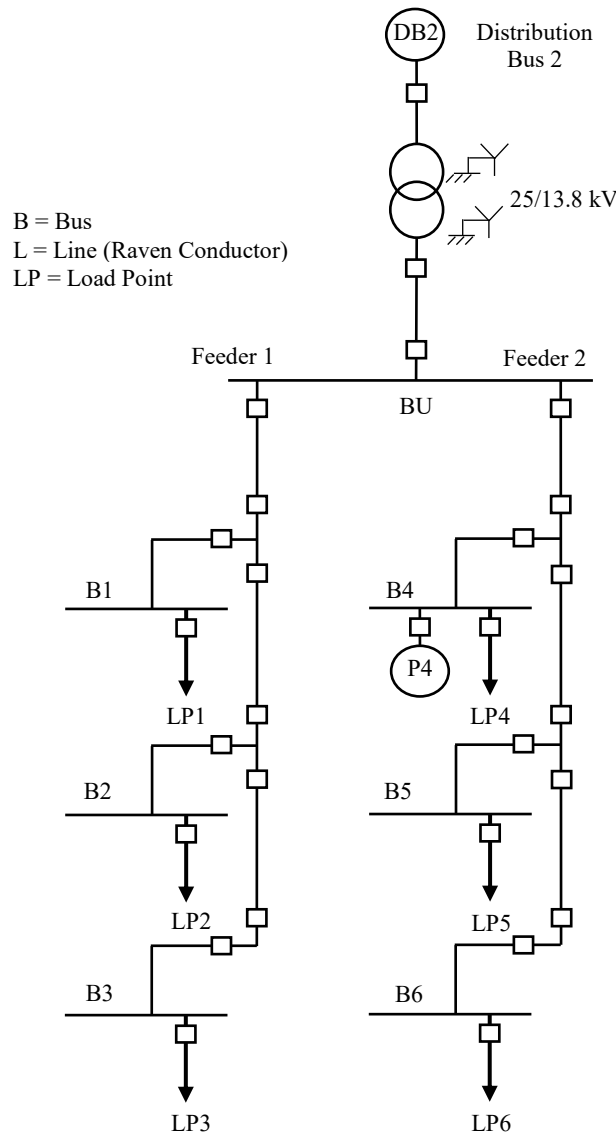 DB2
Distribution
Bus 2
25/13.8 kV
B = Bus
L = Line (Raven Conductor)
LP = Load Point
Feeder 1
Feeder 2
BU
B1
B4
P4
LP1
LP4
B2
B5
LP2
LP5
B3
B6
LP3
LP6